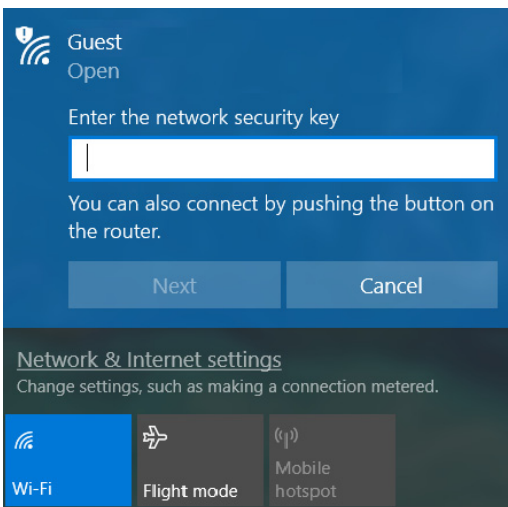 Guest
Open
Enter the network security key
You can also connect by pushing the button on
the router.
Next
Cancel
Network & Internet settings
Change settings, such as making a connection metered.
Wi-Fi
Flight mode
Mobile
hotspot